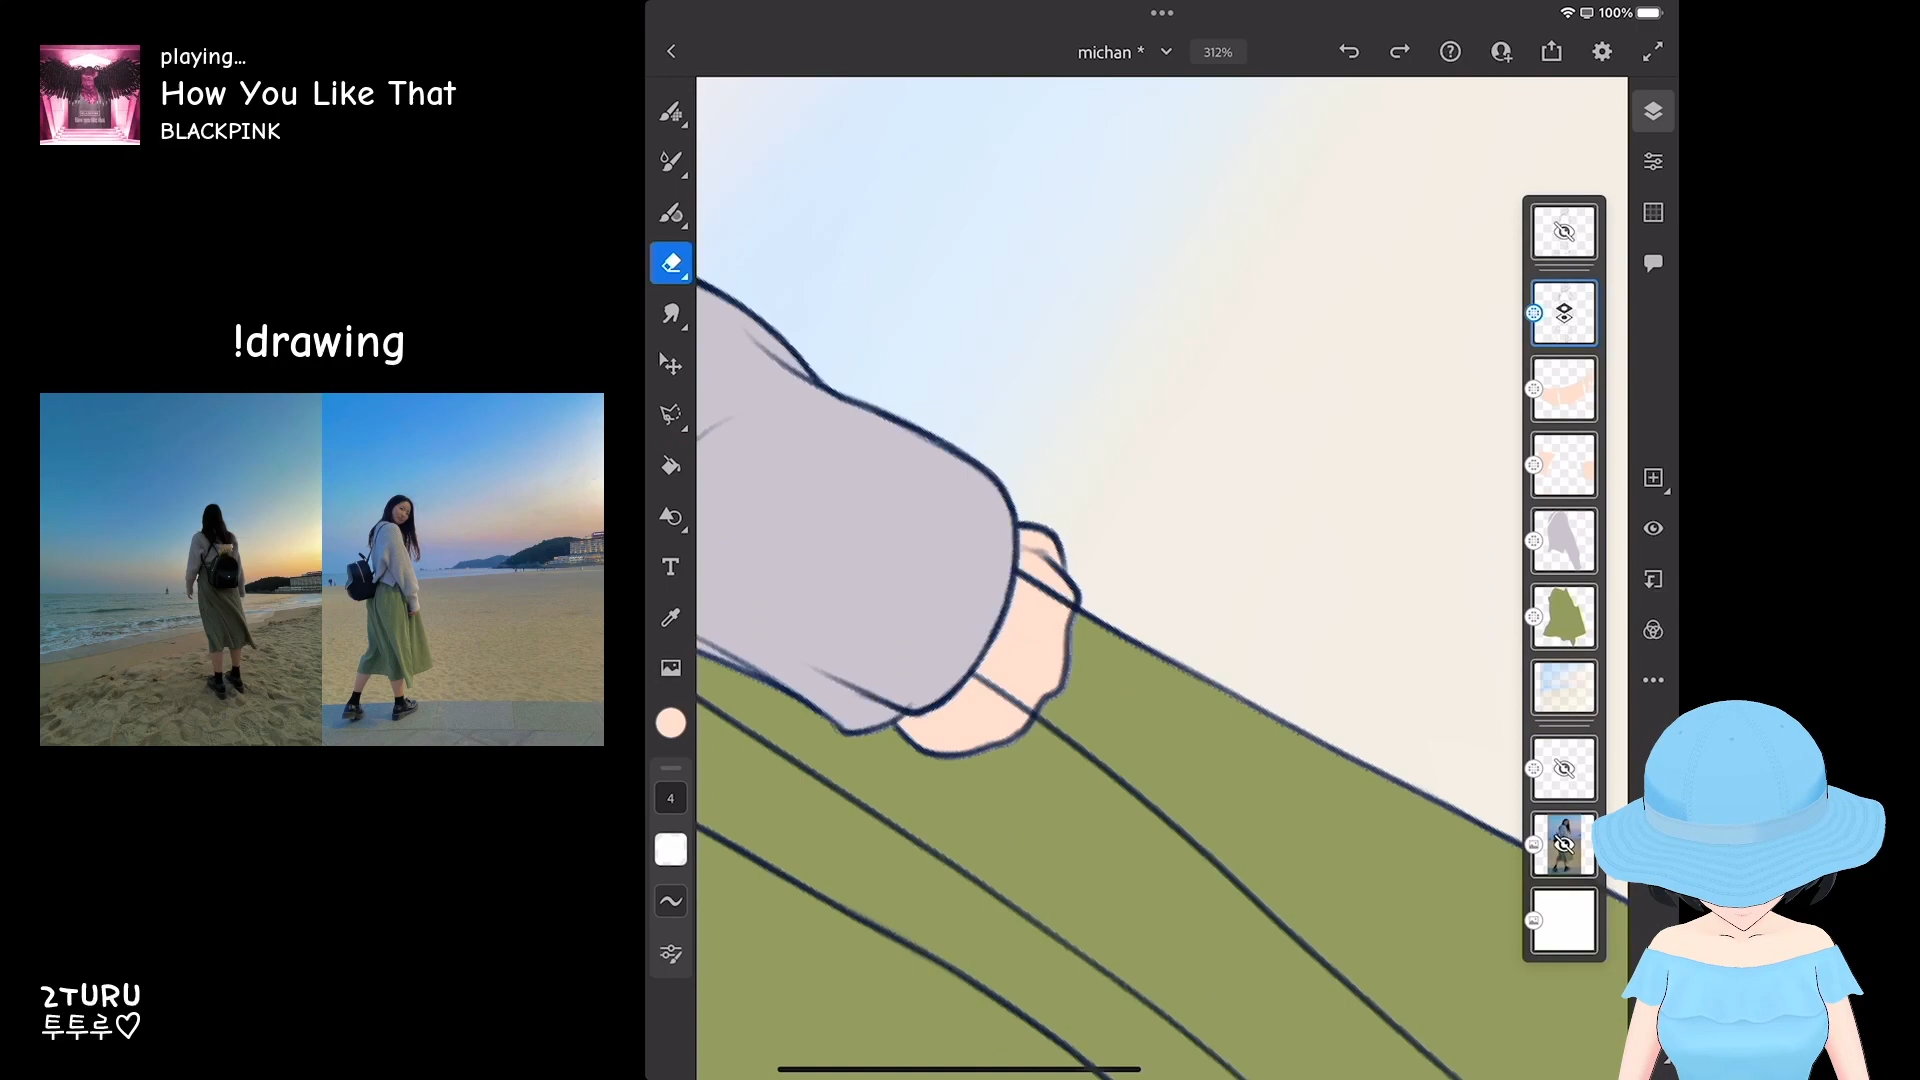 playing...
How You Like That
BLACKPINK
!drawing
2TURU
투투루♡
100%
michan *
312%
T
4